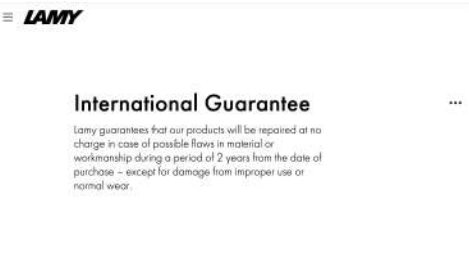 LAMY
International Guarantee
Lamy guarantees that our products will be repaired at no
charge in case of possible flaws in material or
workmanship during a period of 2 years from the date of
purchase – except for damage from improper use or
normal wear.